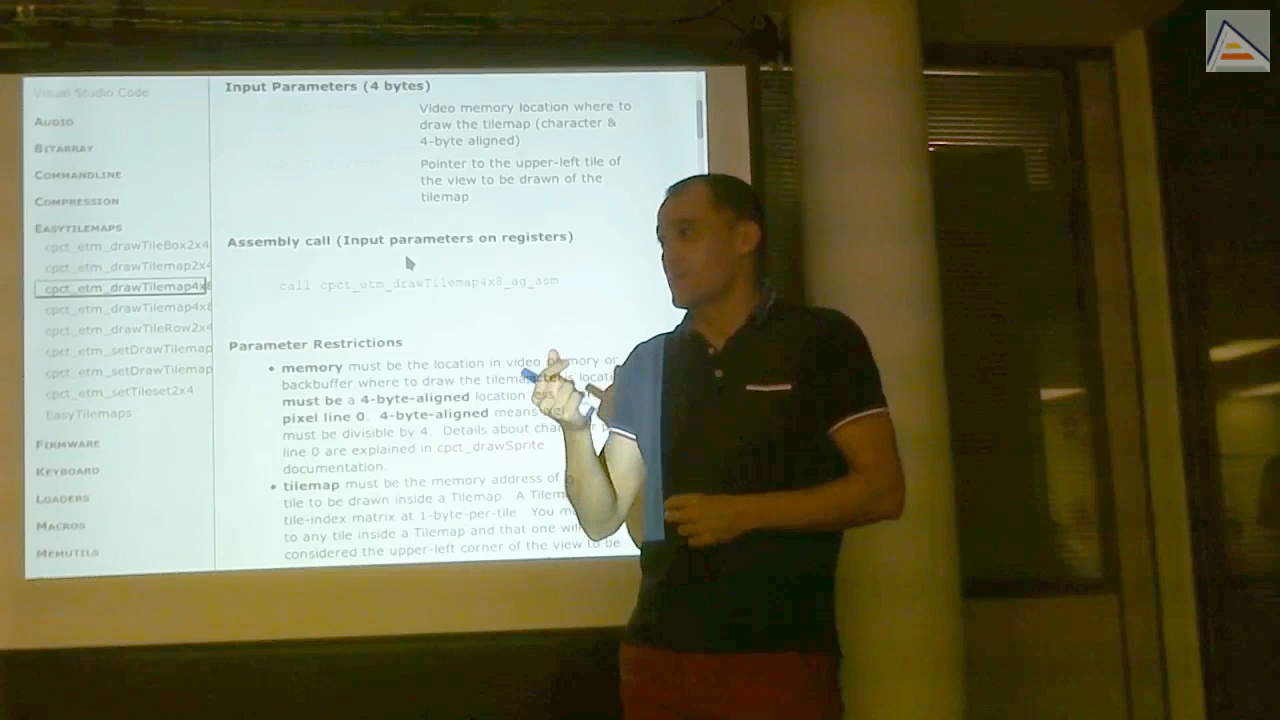 Visual Studio Code
AUDIO
BITARRAY
COMMANDLINE
COMPRESSION
EASYTILEMAPS
cpct_etm_drawTileBox2x4
cpct_etm_drawTilemap2x4
cpct_etm_drawTilemap4x8
cpct_etm_drawTilemap4x8
cpct_etm_drawTileRow2x4
cpct_etm_setDrawTilemap
cpct_etm_setDrawTilemap
cpct_etm_setTileset2x4
EasyTilemaps
FIRMWARE
KEYBOARD
LOADERS
MACROS
MEMUTILS
Input Parameters (4 bytes)
Video memory location where to
draw the tilemap (character &
4-byte aligned)
Pointer to the upper-left tile of
the view to be drawn of the
tilemap
Assembly call (Input parameters on registers)
call cpct_etm_drawTilemap4x8_ag_asm
Parameter Restrictions
• memory must be the location in video memory or
backbuffer where to draw the tilemap
must be a 4-byte-aligned location
pixel line 0. 4-byte-aligned means
must be divisible by 4. Details about
line 0 are explained in cpct_drawSprite
documentation.
• tilemap must be the memory address of
tile to be drawn inside a Tilemap. A
tile-index matrix at 1-byte-per-tile. You
to any tile inside a Tilemap and that one will
considered the upper-left corner of the view to be